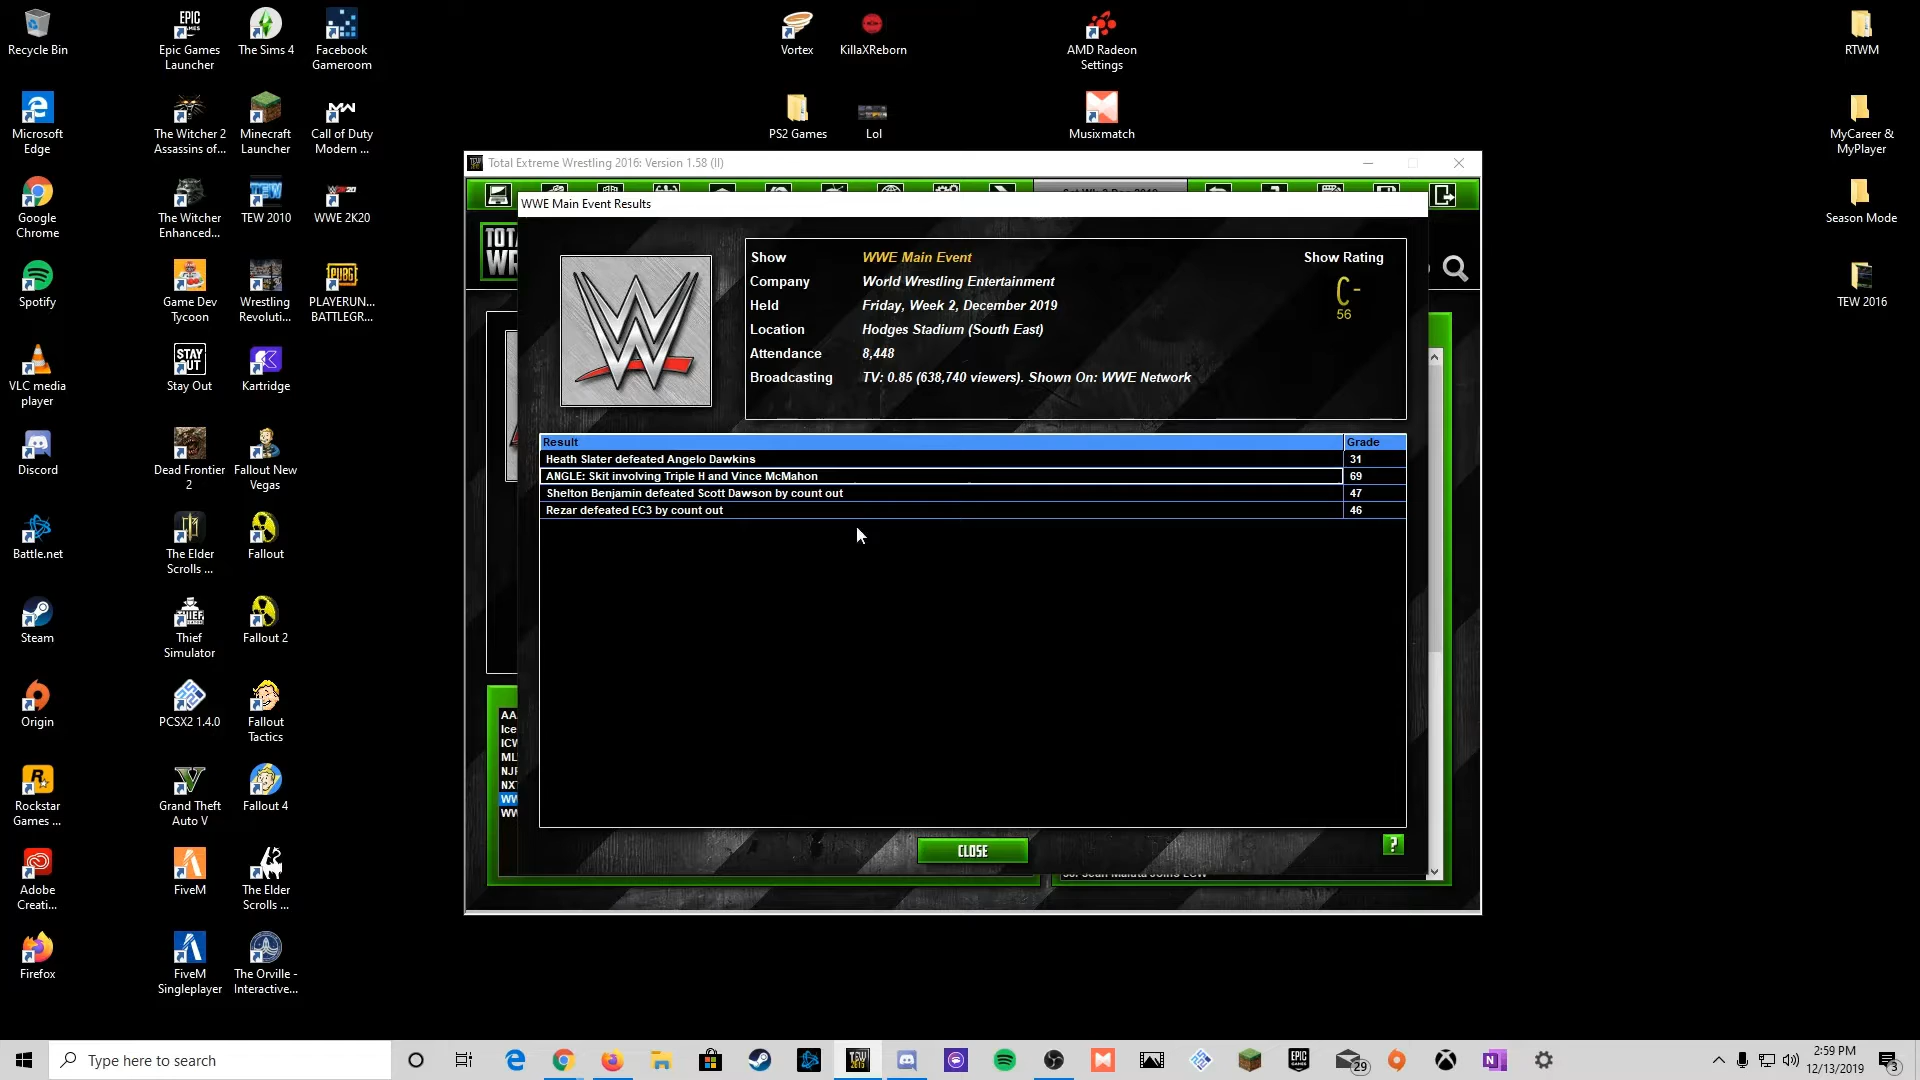 Recycle Bin
Epic Games
Launcher
The Sims 4
Facebook
Gameroom
Vortex
KillaXReborn
AMD Radeon
Settings
RTWM
Microsoft
Edge
The Witcher 2
Assassins of...
Minecraft
Launcher
Call of Duty
Modern ...
PS2 Games
Lol
Musixmatch
MyCareer &
MyPlayer
Google
Chrome
The Witcher
Enhanced...
TEW 2010
WWE 2K20
Season Mode
Spotify
Game Dev
Tycoon
Wrestling
Revoluti...
PLAYERUN...
BATTLEGR...
TEW 2016
VLC media
player
Stay Out
Kartridge
Discord
Dead Frontier
2
Fallout New
Vegas
Battle.net
The Elder
Scrolls ...
Fallout
Steam
Thief
Simulator
Fallout 2
Origin
PCSX2 1.4.0
Fallout
Tactics
Rockstar
Games ...
Grand Theft
Auto V
Fallout 4
Adobe
Creati...
FiveM
The Elder
Scrolls ...
Firefox
FiveM
Singleplayer
The Orville -
Interactive...
Total Extreme Wrestling 2016: Version 1.58 (II)
WWE Main Event Results
Show WWE Main Event Show Rating
Company World Wrestling Entertainment C-
Held Friday, Week 2, December 2019 56
Location Hodges Stadium (South East)
Attendance 8,448
Broadcasting TV: 0.85 (638,740 viewers). Shown On: WWE Network
Result Grade
Heath Slater defeated Angelo Dawkins 31
ANGLE: Skit involving Triple H and Vince McMahon 69
Shelton Benjamin defeated Scott Dawson by count out 47
Rezar defeated EC3 by count out 46
CLOSE
?
Type here to search
29
2:59 PM
12/13/2019
3